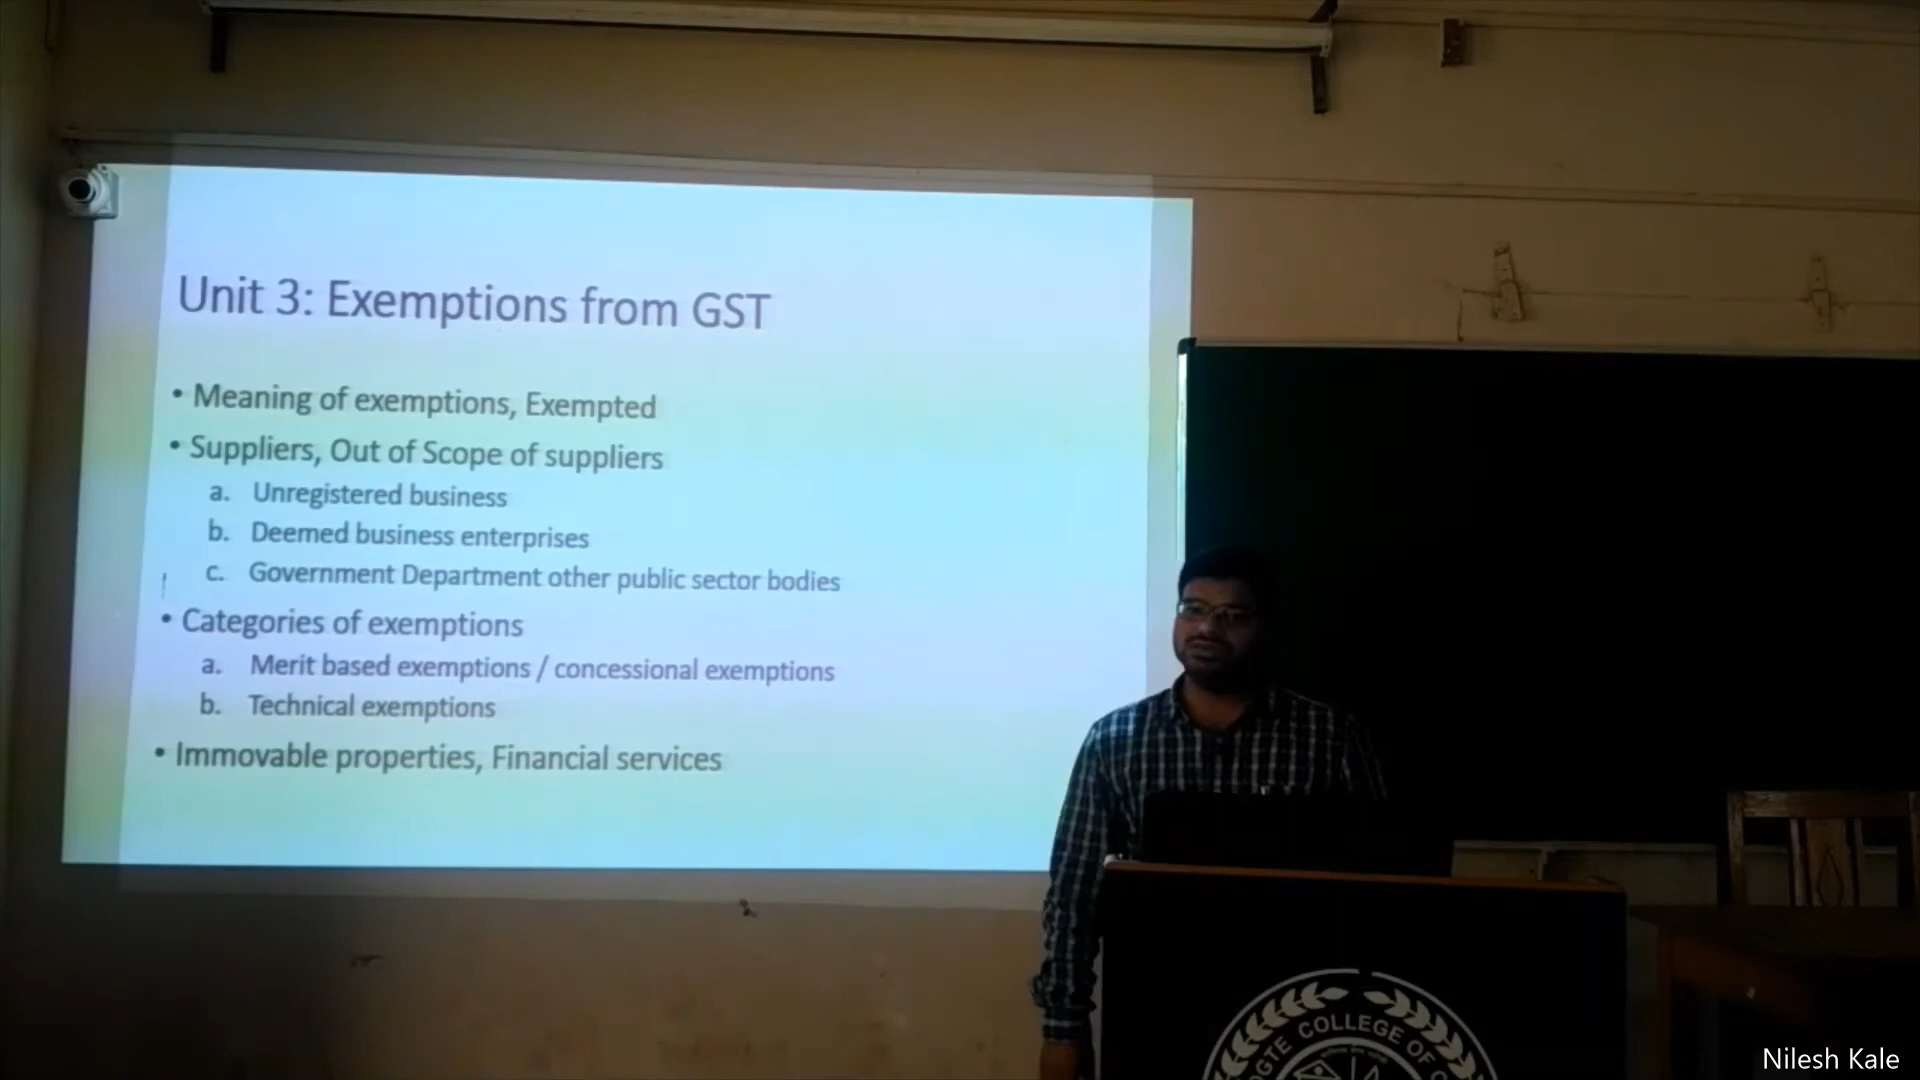 Unit 3: Exemptions from GST
• Meaning of exemptions, Exempted
• Suppliers, Out of Scope of suppliers
a. Unregistered business
b. Deemed business enterprises
c. Government Department other public sector bodies
• Categories of exemptions
a. Merit based exemptions / concessional exemptions
b. Technical exemptions
• Immovable properties, Financial services
COLLEGE OF
Nilesh Kale